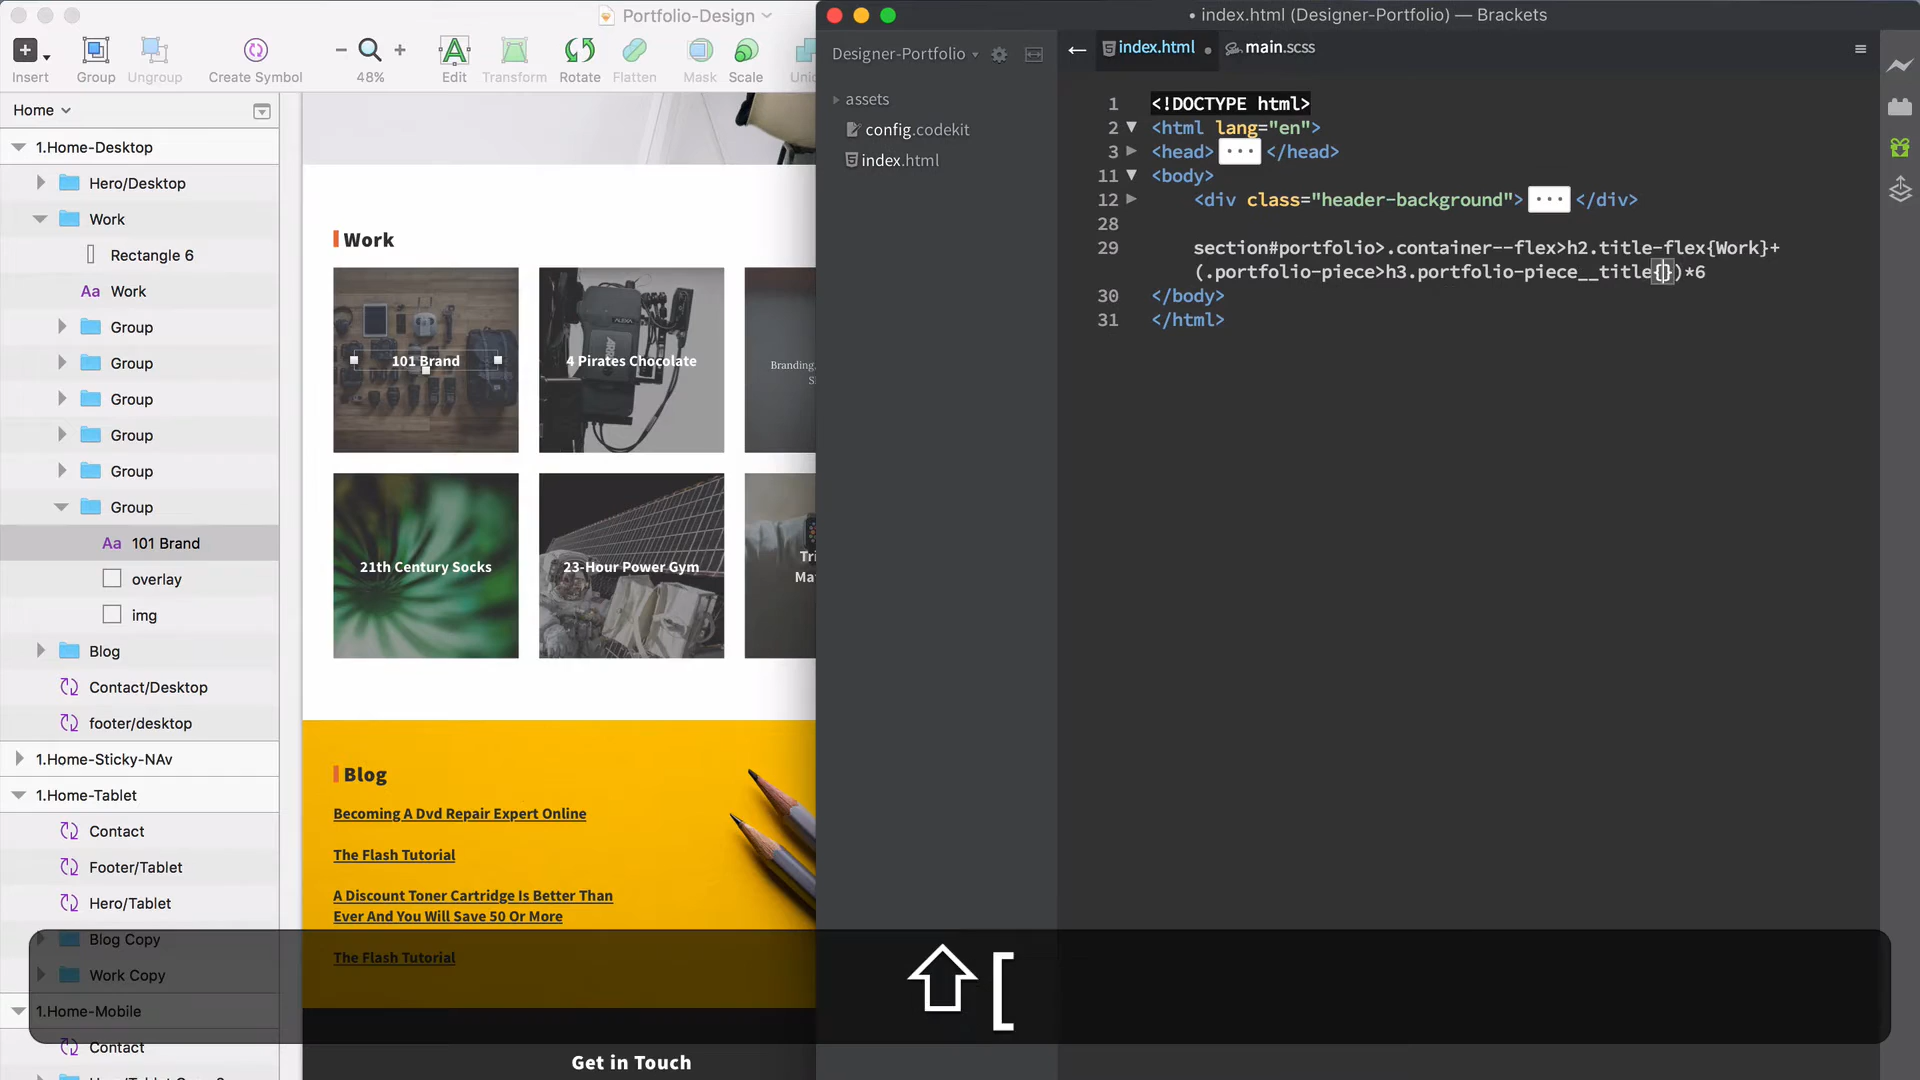 Portfolio-Design
Insert
Group
Ungroup
Create Symbol
48%
Edit
Transform
Rotate
Flatten
Mask
Scale
Home
1.Home-Desktop
Hero/Desktop
Work
Rectangle 6
Aa Work
Group
Group
Group
Group
Group
Group
Aa 101 Brand
overlay
img
Blog
Contact/Desktop
footer/desktop
1.Home-Sticky-NAv
1.Home-Tablet
Contact
Footer/Tablet
Hero/Tablet
Blog Copy
Work Copy
1.Home-Mobile
Contact
Work
101 Brand
4 Pirates Chocolate
Branding,
21th Century Socks
23-Hour Power Gym
Tri
Mat
Blog
Becoming A Dvd Repair Expert Online
The Flash Tutorial
A Discount Toner Cartridge Is Better Than
Ever And You Will Save 50 Or More
The Flash Tutorial
Get in Touch
⇧[
• index.html (Designer-Portfolio) — Brackets
Designer-Portfolio
assets
config.codekit
index.html
index.html •
main.scss
1 <!DOCTYPE html>
2 <html lang="en">
3 <head> ... </head>
11 <body>
12 <div class="header-background"> ... </div>
28
29 section#portfolio>.container--flex>h2.title-flex{Work}+
(.portfolio-piece>h3.portfolio-piece__title{})*6
30 </body>
31 </html>